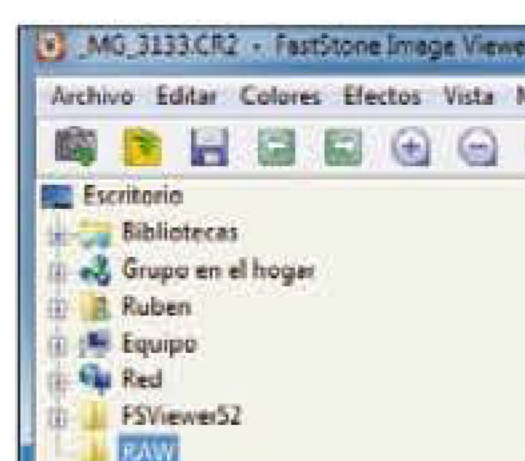 _MG_3133.CR2 - FastStone Image Viewe
Archivo Editar Colores Efectos Vista
Escritorio
Bibliotecas
Grupo en el hogar
Ruben
Equipo
Red
FSViewer52
RAW